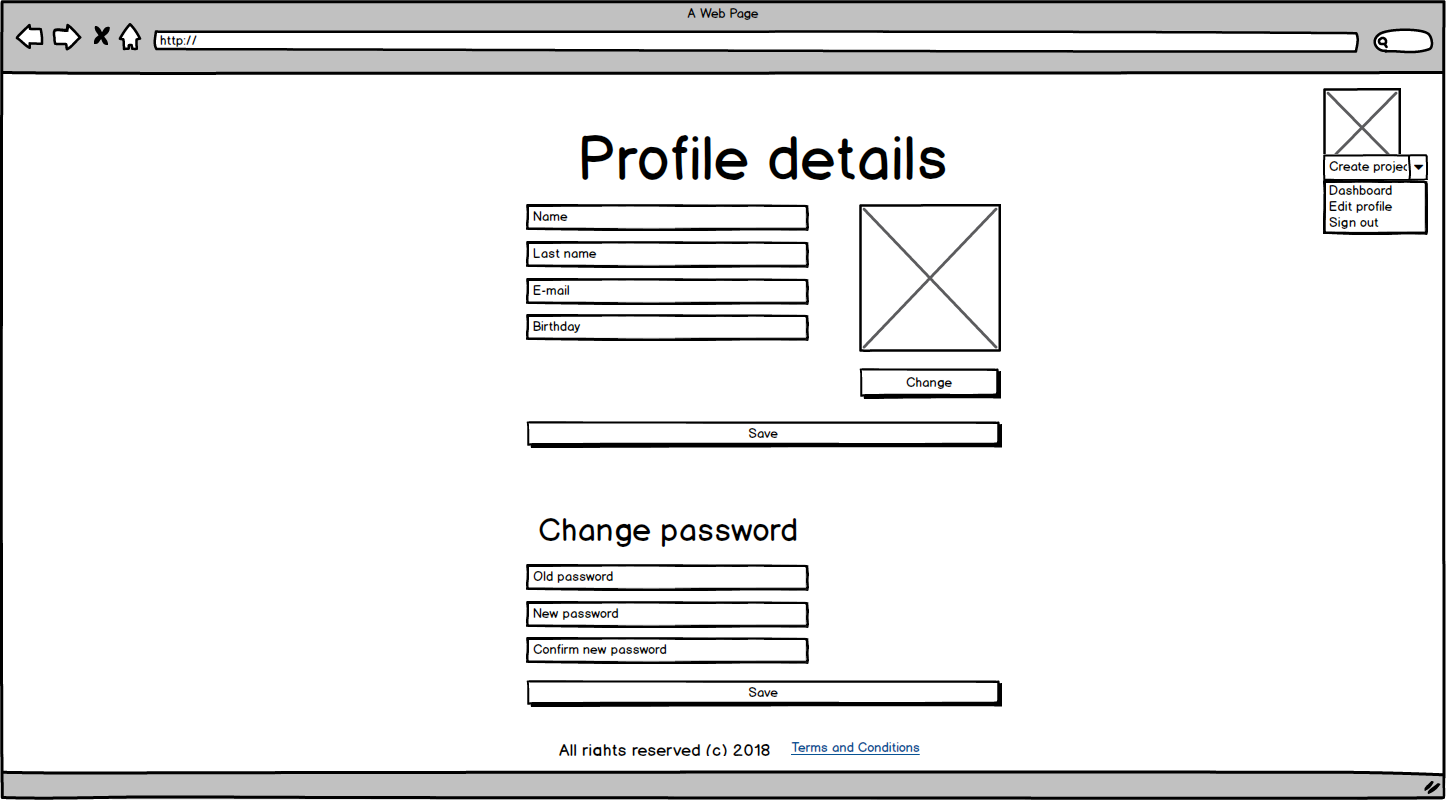 A Web Page
http://
Create projec
Dashboard
Edit profile
Sign out
Profile details
Name
Last name
E-mail
Birthday
Change
Save
Change password
Old password
New password
Confirm new password
Save
All rights reserved (c) 2018 Terms and Conditions